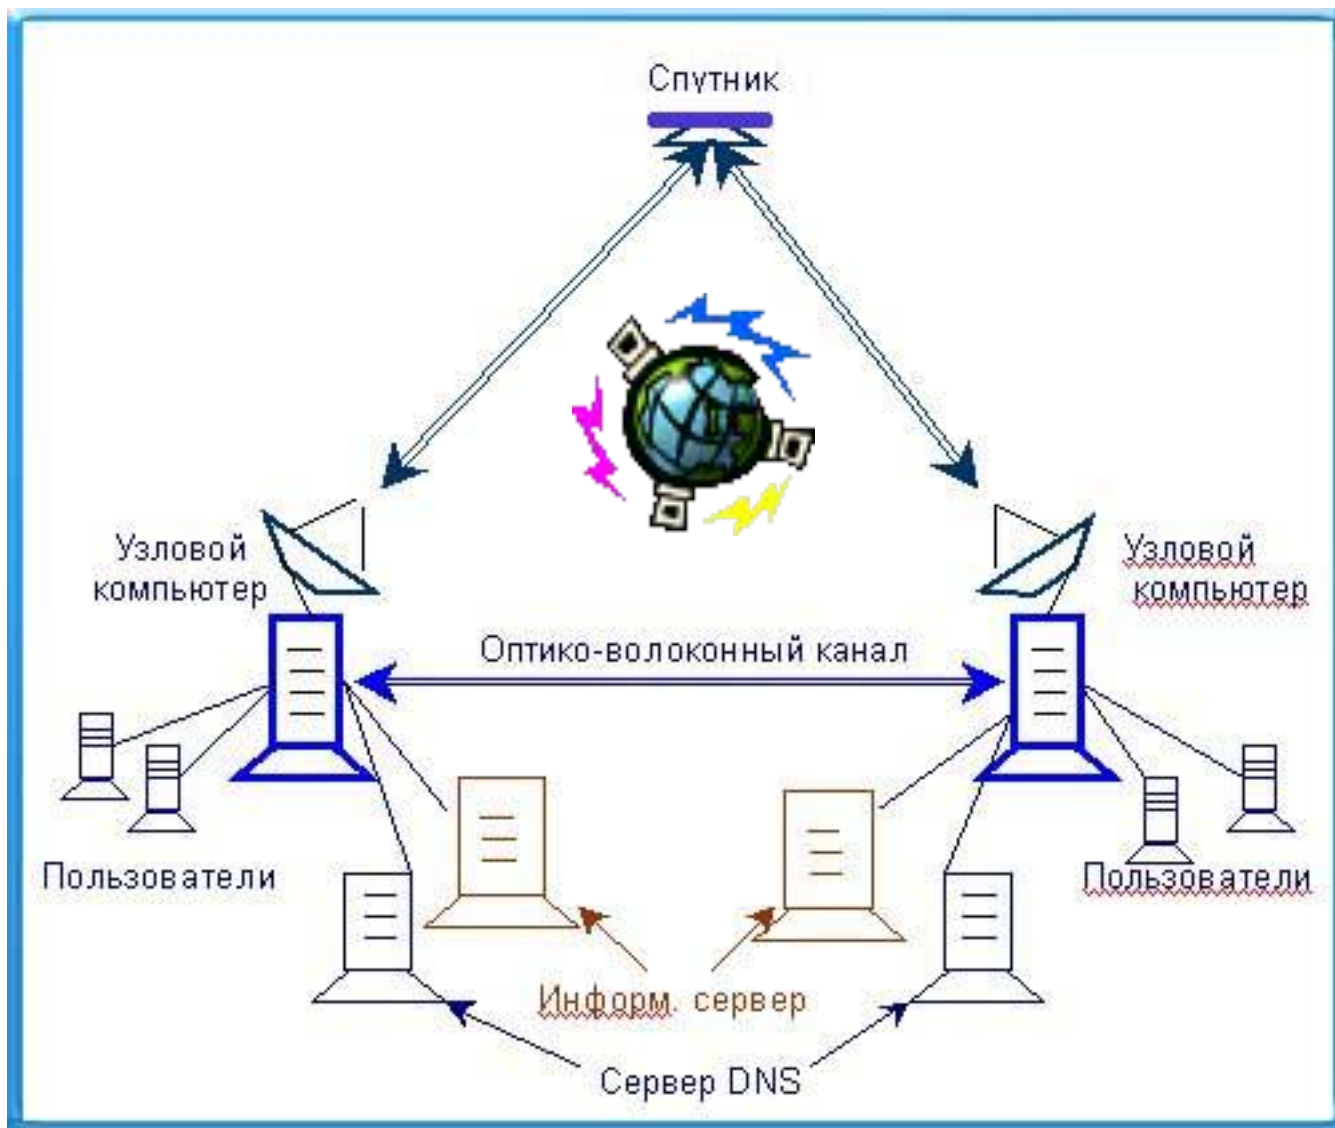 Спутник
Узловой
компьютер
Узловой
компьютер
Оптико-волоконный канал
Пользователи
Пользователи
Информ. сервер
Сервер DNS